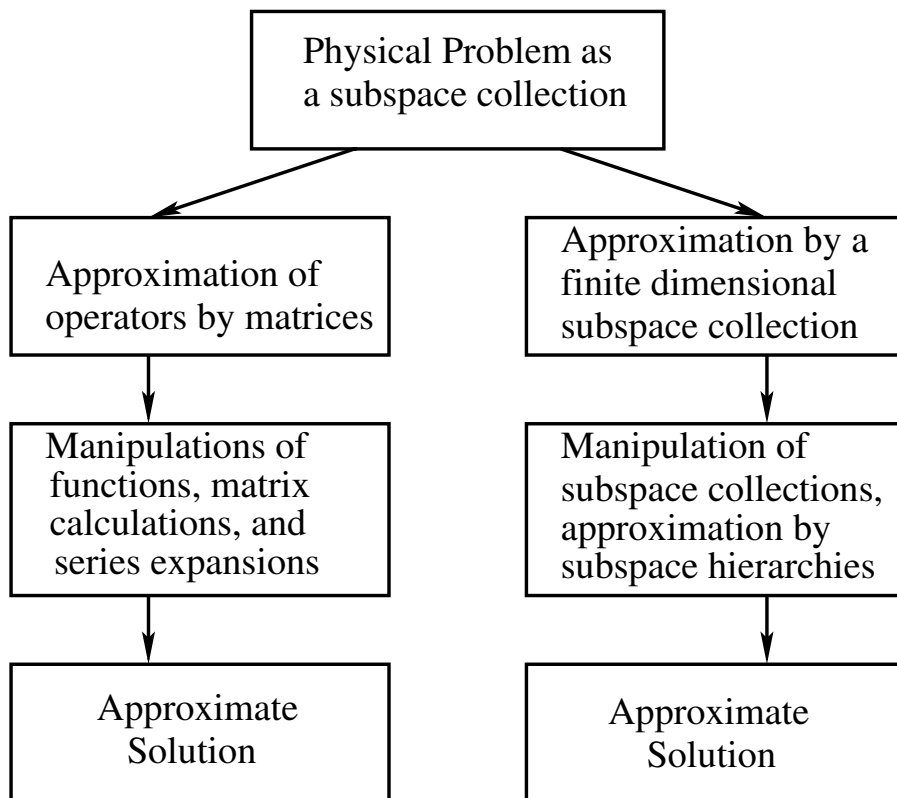 Physical Problem as
a subspace collection
Approximation of
operators by matrices
Approximation by a
finite dimensional
subspace collection
Manipulations of
functions, matrix
calculations, and
series expansions
Manipulation of
subspace collections,
approximation by
subspace hierarchies
Approximate
Solution
Approximate
Solution